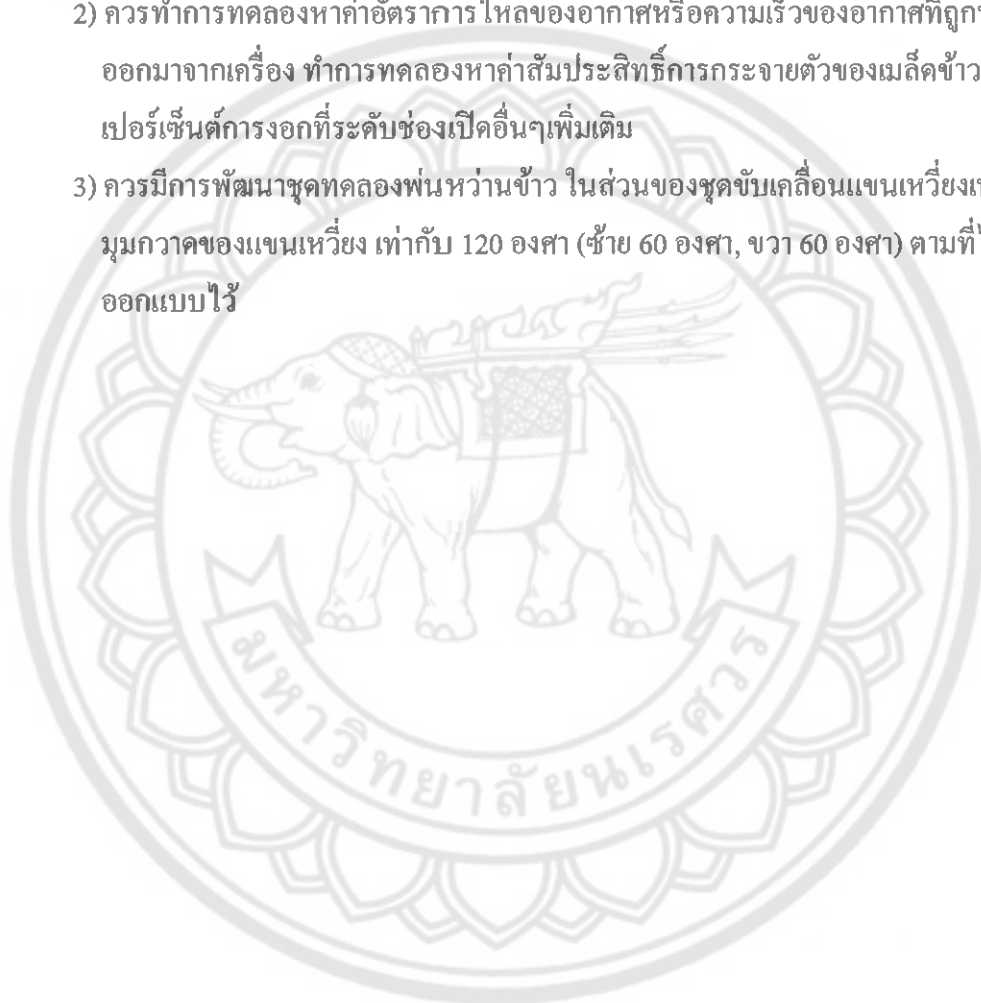 2) ควรทำการทดลองหาค่าอัตราการไหลของอากาศหรือความเร็วของอากาศที่ถูก
ออกมาจากเครื่อง ทำการทดลองหาค่าสัมประสิทธิ์การกระจายตัวของเมล็ดข้าว
เปอร์เซ็นต์การงอกที่ระดับช่องเปิดอื่นๆเพิ่มเติม
3) ควรมีการพัฒนาชุดทดลองพ่นหว่านข้าว ในส่วนของชุดขับเคลื่อนแขนเหวี่ยง
มุมกวาดของแขนเหวี่ยง เท่ากับ 120 องศา (ซ้าย 60 องศา, ขวา 60 องศา) ตามที่
ออกแบบไว้
มหาวิทยาลัยนเรศวร